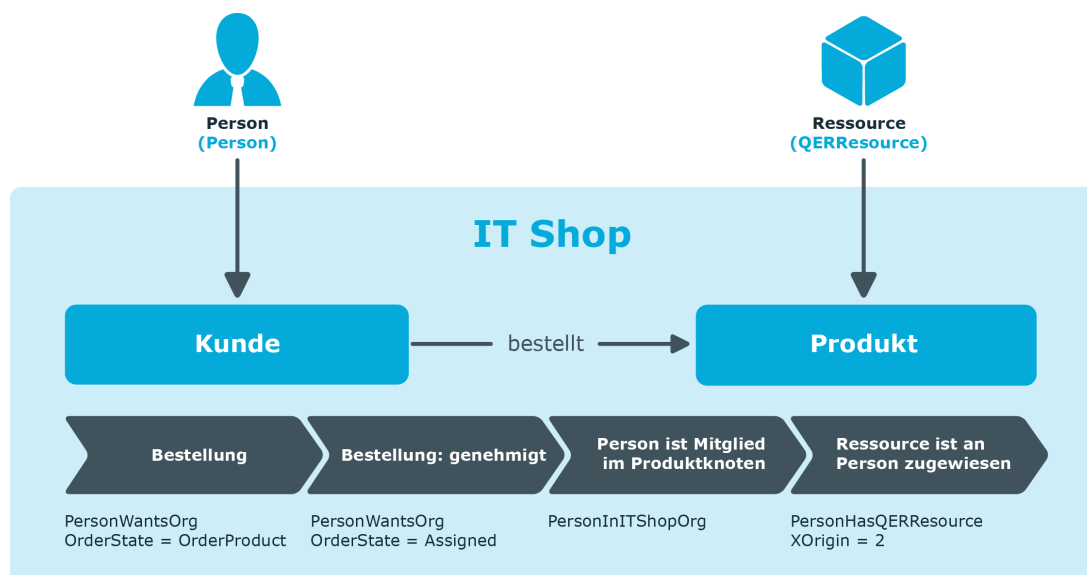 Person
(Person)
Ressource
(QERResource)
IT Shop
Kunde
bestellt
Produkt
Bestellung
Bestellung: genehmigt
Person ist Mitglied
im Produktknoten
Ressource ist an
Person zugewiesen
PersonWantsOrg
OrderState = OrderProduct
PersonWantsOrg
OrderState = Assigned
PersonInITShopOrg
PersonHasQERResource
XOrigin = 2